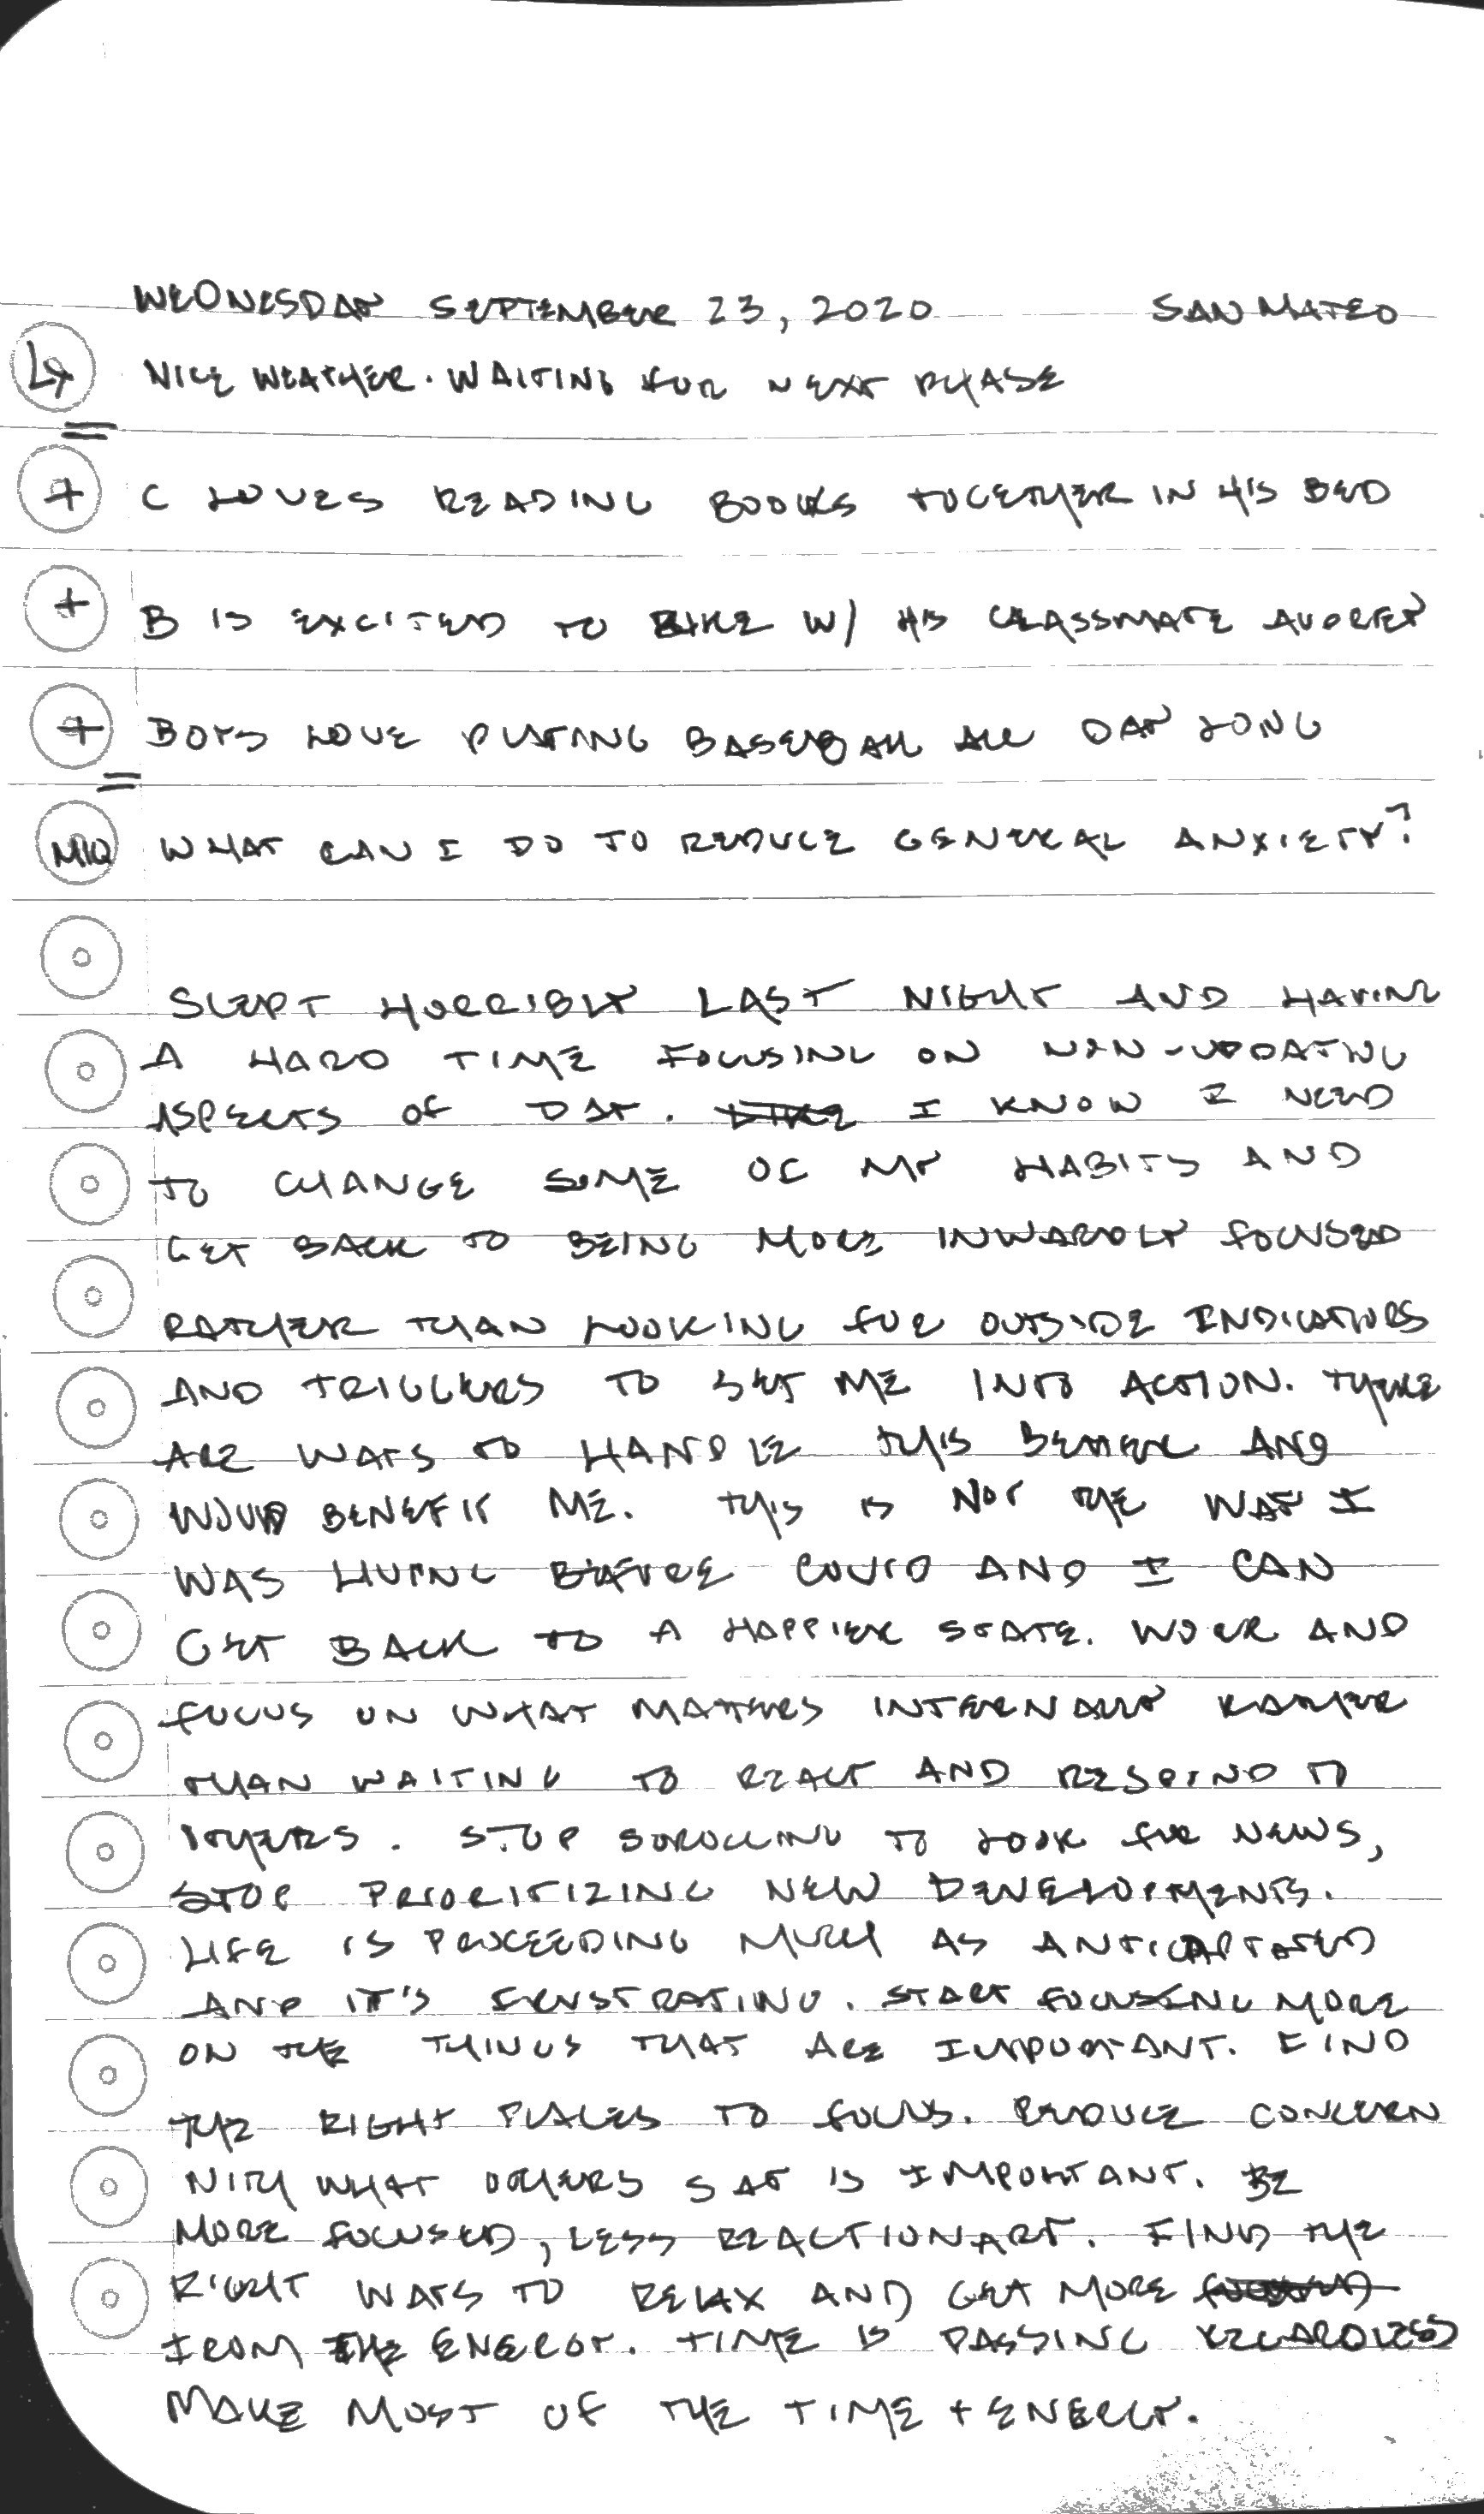 WEDNESDAY SEPTEMBER 23, 2020 SAN MATEO
NICE WEATHER. WAITING FOR NEXT PHASE
+ C LOVES READING BOOKS TOGETHER IN HIS BED
+ B IS EXCITED TO BIKE W/ HIS CLASSMATE AUDREY
+ BOYS LOVE PLAYING BASEBALL ALL DAY LONG
MIQ WHAT CAN I DO TO REDUCE GENERAL ANXIETY?
SLEPT HORRIBLY LAST NIGHT AND HAVING
A HARD TIME FOCUSING ON NON-UPDATING
ASPECTS OF DAY. I KNOW I NEED
TO CHANGE SOME OF MY HABITS AND
GET BACK TO BEING MORE INWARDLY FOCUSED
RATHER THAN LOOKING FOR OUTSIDE INDICATORS
AND TRIGGERS TO SET ME INTO ACTION. THERE
ARE WAYS TO HANDLE THIS BETTER AND
WOULD BENEFIT ME. THIS IS NOT THE WAY I
WAS LIVING BEFORE COVID AND I CAN
GET BACK TO A HAPPIER STATE. WORK AND
FOCUS ON WHAT MATTERS INTERNALLY RATHER
THAN WAITING TO REACT AND RESPOND TO
OTHERS. STOP SCROLLING TO LOOK FOR NEWS,
STOP PRIORITIZING NEW DEVELOPMENTS.
LIFE IS PROCEEDING MUCH AS ANTICIPATED
AND IT'S FRUSTRATING. START FOCUSING MORE
ON THE THINGS THAT ARE IMPORTANT. FIND
THE RIGHT PLACES TO FOCUS. REDUCE CONCERN
WITH WHAT OTHERS SAY IS IMPORTANT. BE
MORE FOCUSED, LESS REACTIONARY. FIND THE
RIGHT WAYS TO RELAX AND GET MORE
FROM THE ENERGY. TIME IS PASSING REGARDLESS
MAKE MOST OF THE TIME + ENERGY.